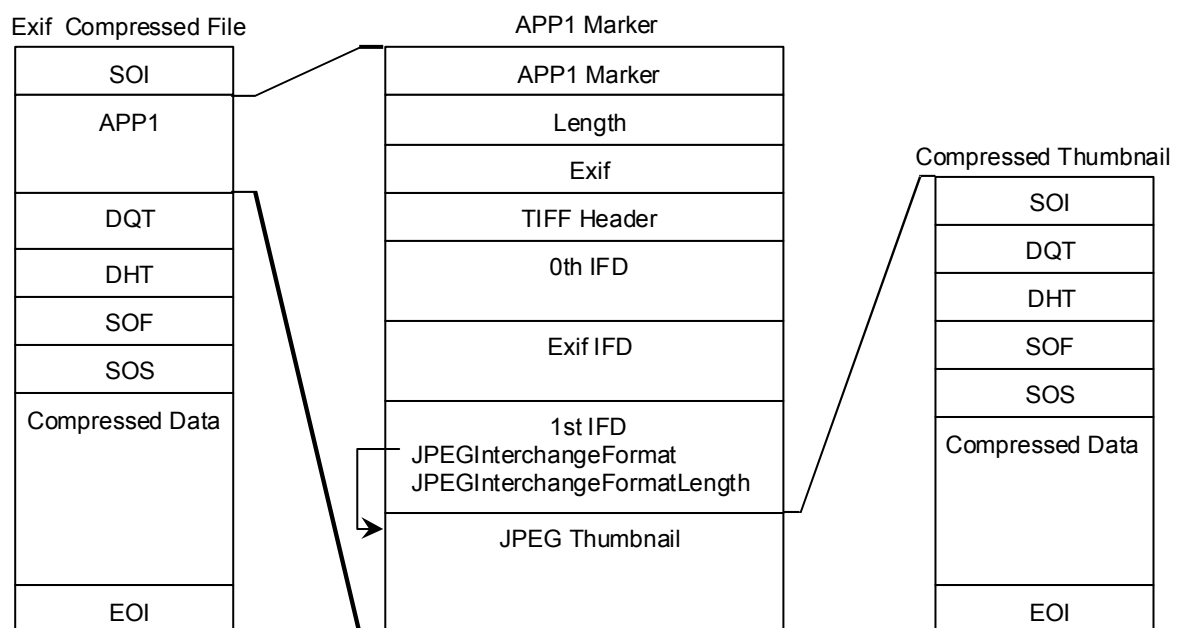 Exif Compressed File
SOI
APP1
DQT
DHT
SOF
SOS
Compressed Data
EOI
APP1 Marker
APP1 Marker
Length
Exif
TIFF Header
0th IFD
Exif IFD
1st IFD
JPEGInterchangeFormat
JPEGInterchangeFormatLength
JPEG Thumbnail
Compressed Thumbnail
SOI
DQT
DHT
SOF
SOS
Compressed Data
EOI